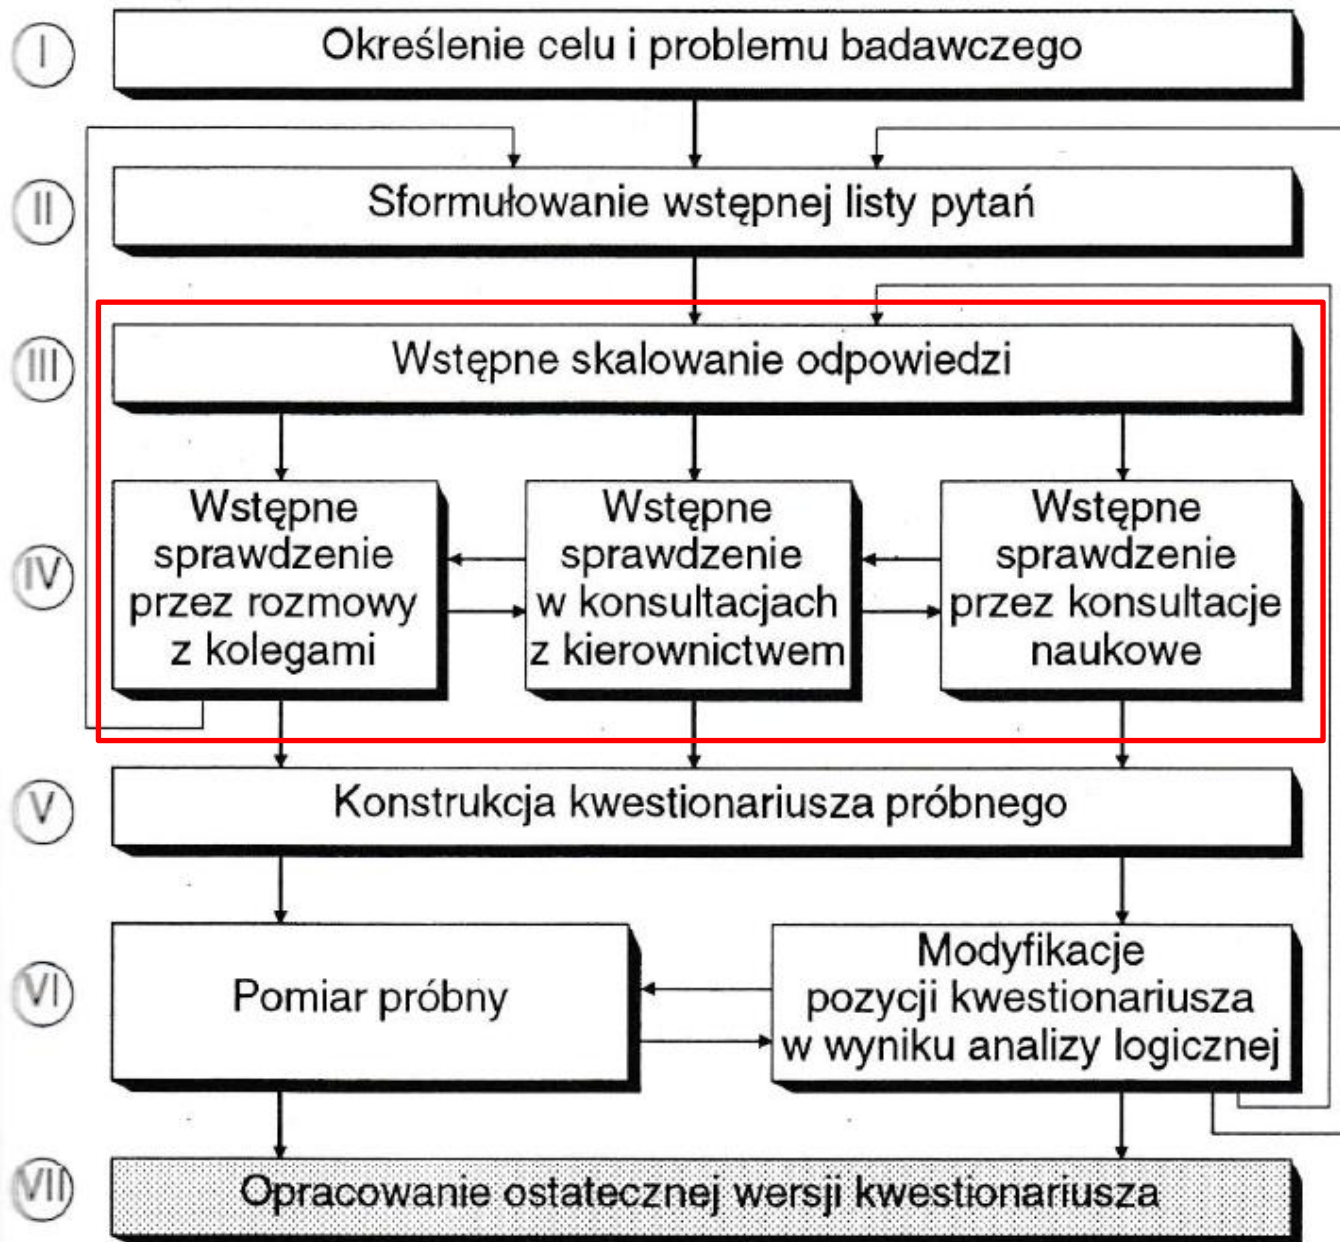 I
Określenie celu i problemu badawczego
II
Sformułowanie wstępnej listy pytań
III
Wstępne skalowanie odpowiedzi
IV
Wstępne
sprawdzenie
przez rozmowy
z kolegami
Wstępne
sprawdzenie
w konsultacjach
z kierownictwem
Wstępne
sprawdzenie
przez konsultacje
naukowe
V
Konstrukcja kwestionariusza próbnego
VI
Pomiar próbny
Modyfikacje
pozycji kwestionariusza
w wyniku analizy logicznej
VII
Opracowanie ostatecznej wersji kwestionariusza